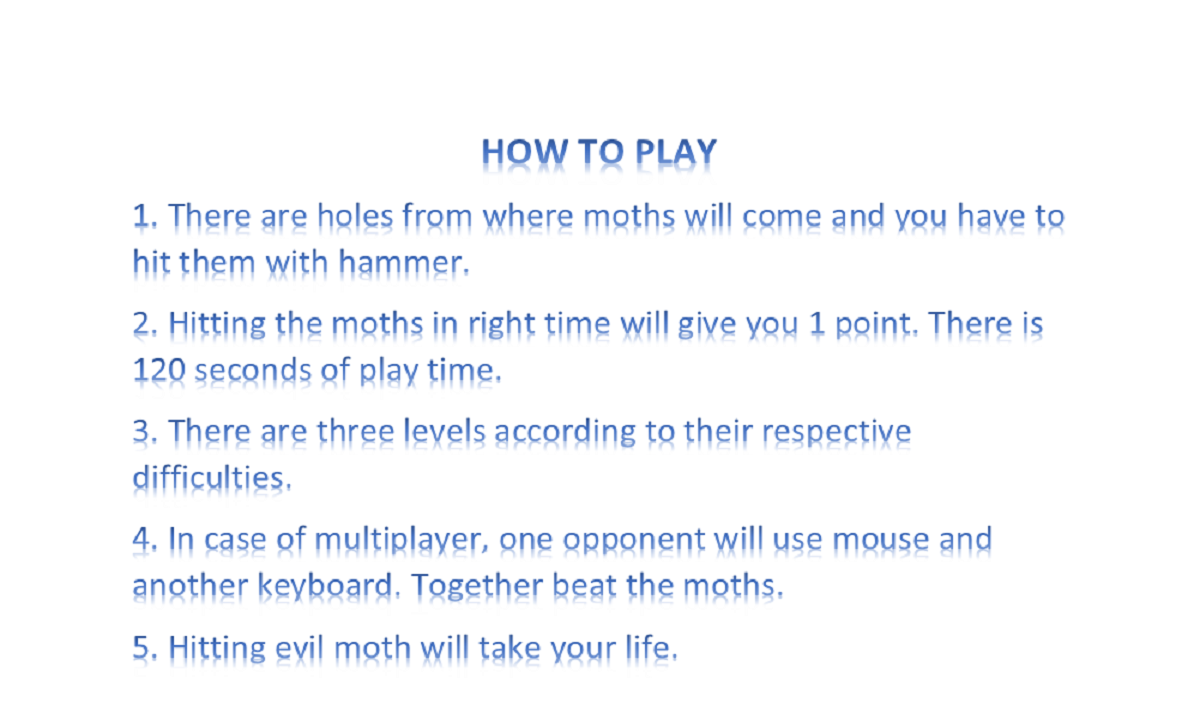 HOW TO PLAY
1. There are holes from where moths will come and you have to
hit them with hammer.
2. Hitting the moths in right time will give you 1 point. There is
120 seconds of play time.
3. There are three levels according to their respective
difficulties.
4. In case of multiplayer, one opponent will use mouse and
another keyboard. Together beat the moths.
5. Hitting evil moth will take your life.